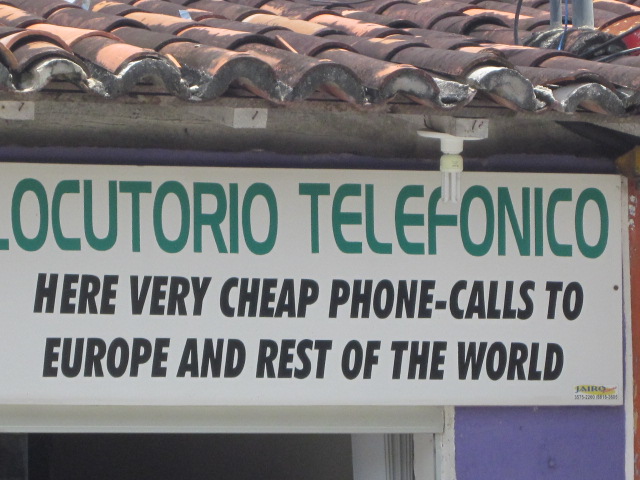 LOCUTORIO TELEFONICO
HERE VERY CHEAP PHONE-CALLS TO
EUROPE AND REST OF THE WORLD
JAIRO